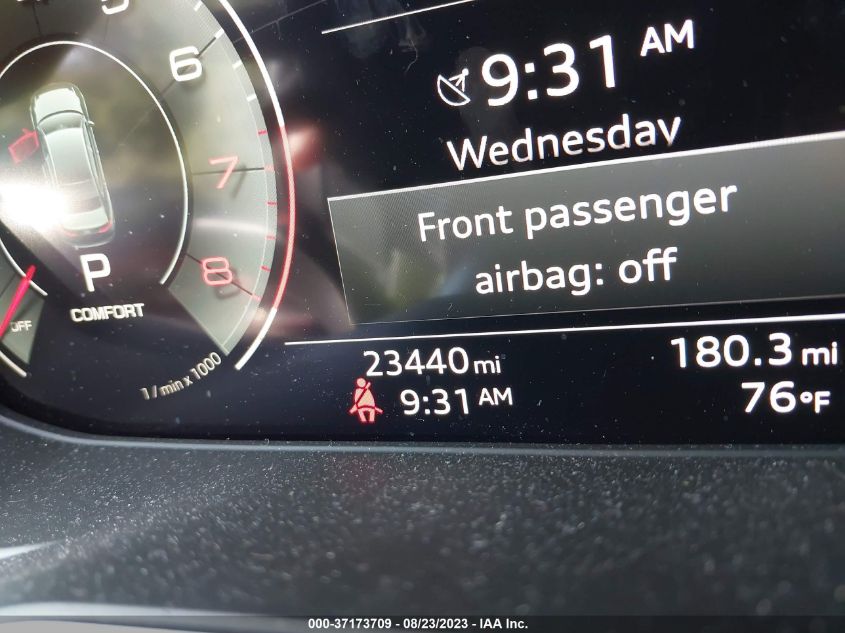 5
6
9:31 AM
Wednesday
7
Front passenger
airbag: off
8
P
COMFORT
OFF
1 / min x 1000
23440 mi
180.3 mi
9:31 AM
76°F
000-37173709 - 08/23/2023 - IAA Inc.